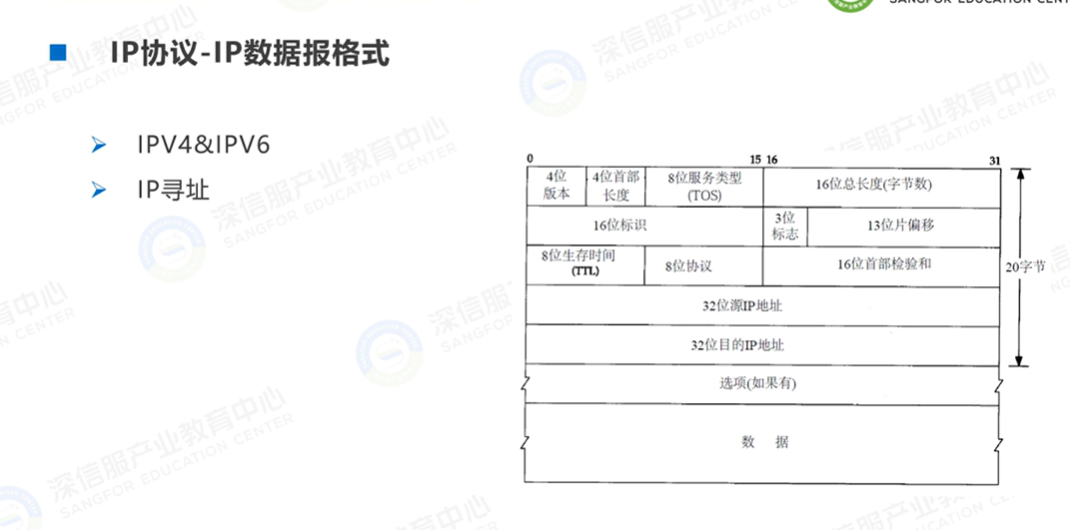 SANGFOR EDUCATION CENT
IP协议-IP数据报格式
IPV4&IPV6
IP寻址
0 15 16 31
4位版本 4位首部长度 8位服务类型(TOS) 16位总长度(字节数)
16位标识 3位标志 13位片偏移
8位生存时间(TTL) 8位协议 16位首部检验和
20字节
32位源IP地址
32位目的IP地址
选项(如果有)
数 据
深信服产业教育中心
SANGFOR EDUCATION CENTER